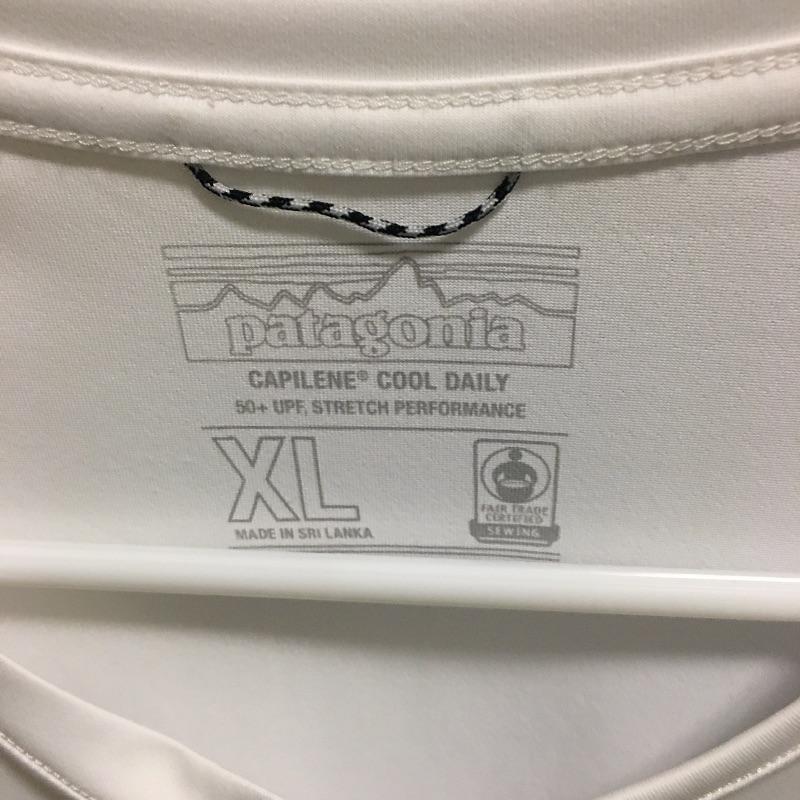 patagonia
CAPILENE® COOL DAILY
50+ UPF, STRETCH PERFORMANCE
XL
MADE IN SRI LANKA
FAIR TRADE
CERTIFIED
SEWING